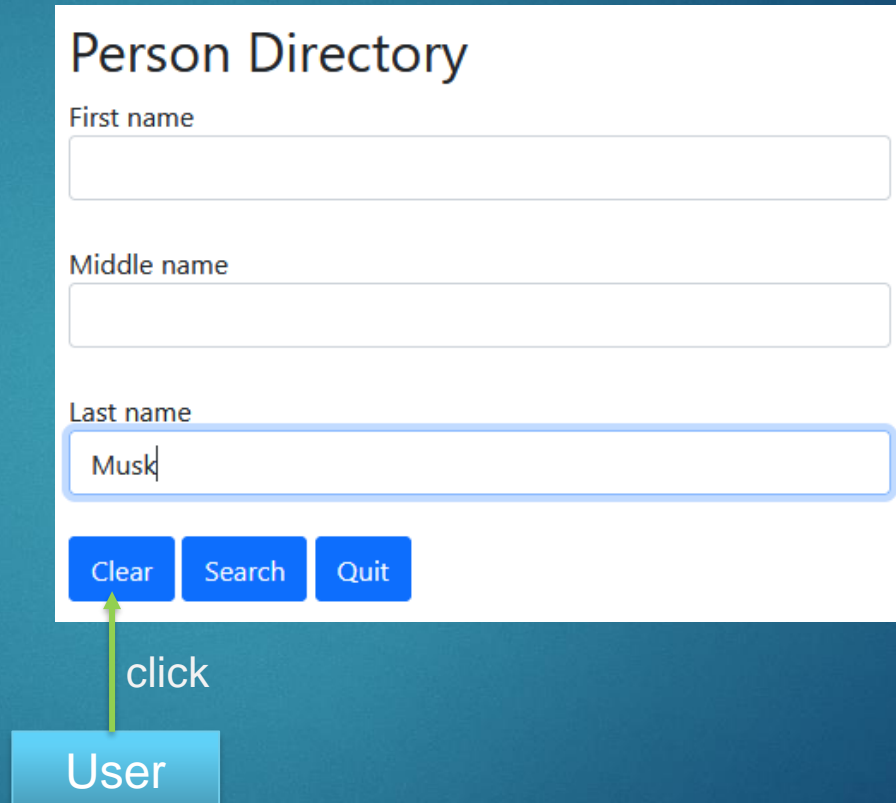 Person Directory
First name
Middle name
Last name
Musk
Clear Search Quit
click
User